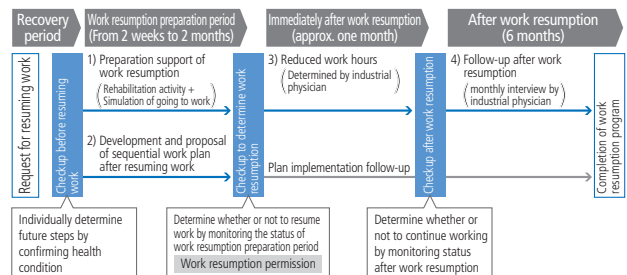 Recovery
period
Work resumption preparation period
(From 2 weeks to 2 months)
Immediately after work resumption
(approx. one month)
After work resumption
(6 months)
Request for resuming work
Checkup before resuming
work
1) Preparation support of
work resumption
(Rehabilitation activity +
Simulation of going to work)
2) Development and proposal
of sequential work plan
after resuming work
Checkup to determine work
resumption
3) Reduced work hours
(Determined by industrial
physician)
Plan implementation follow-up
Checkup after work resumption
4) Follow-up after work
resumption
(monthly interview by
industrial physician)
Completion of work
resumption program
Individually determine
future steps by
confirming health
condition
Determine whether or not to resume
work by monitoring the status of
work resumption preparation period
Work resumption permission
Determine whether or
not to continue working
by monitoring status
after work resumption